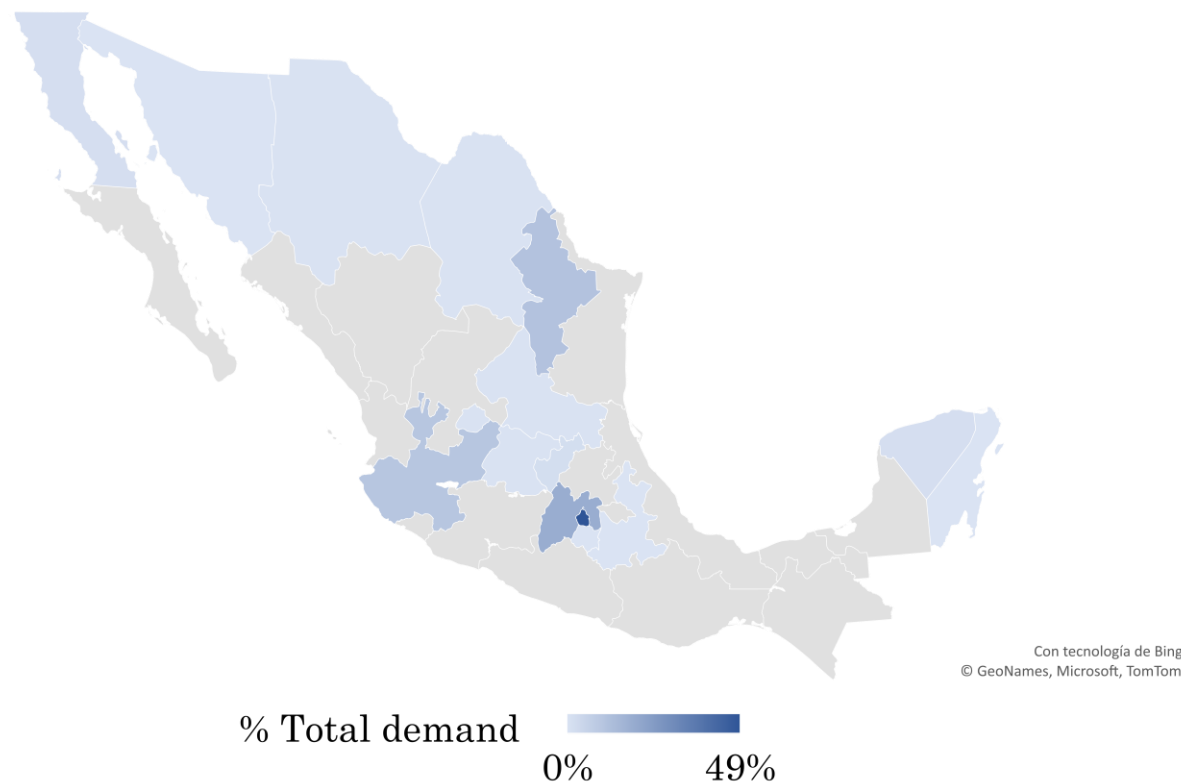 Con tecnología de Bing
© GeoNames, Microsoft, TomTom
% Total demand
0% 49%